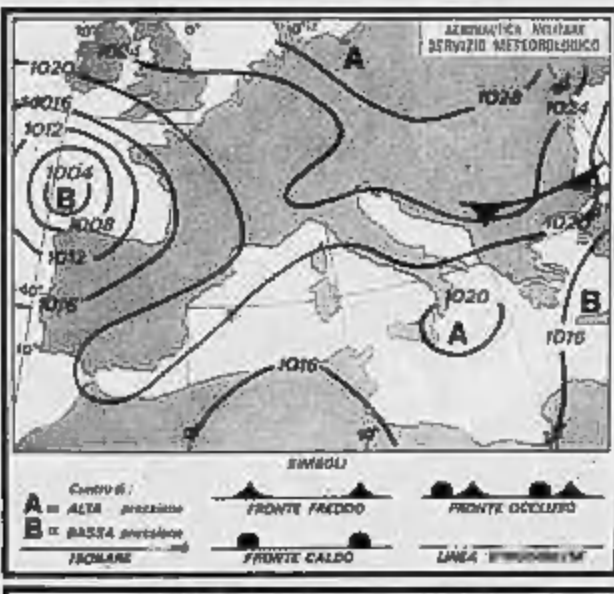 AERONAUTICA MILITARE
SERVIZIO METEOROLOGICO
A
1028
1024
1020
1016
1012
1004
B
1008
1012
1016
1020
1020
A
B
1016
1016
SIMBOLI
Centro di:
A = ALTA pressione
B = BASSA pressione
ISOBARE
FRONTE FREDDO
FRONTE CALDO
FRONTE OCCLUSO
LINEA